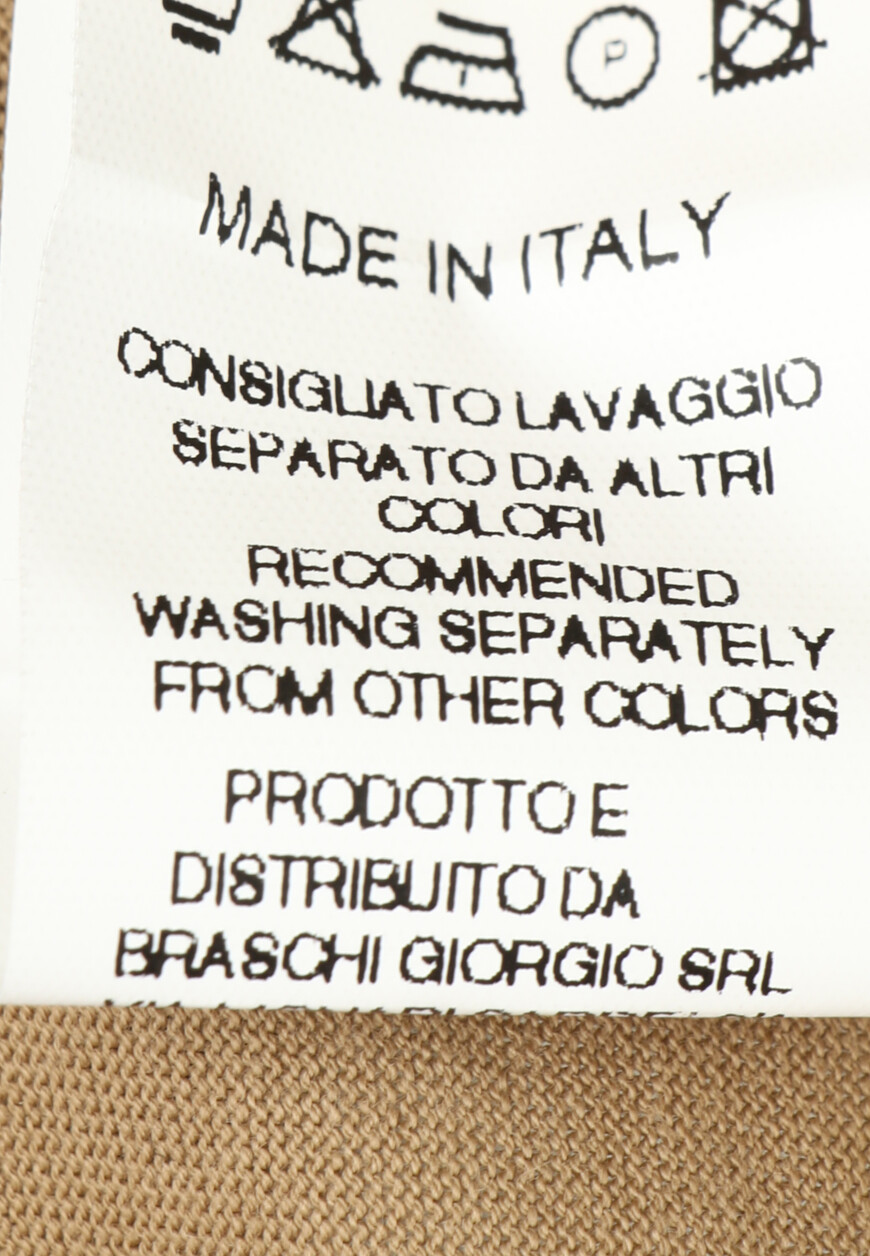 P
MADE IN ITALY
CONSIGLIATO LAVAGGIO
SEPARATO DA ALTRI
COLORI
RECOMMENDED
WASHING SEPARATELY
FROM OTHER COLORS
PRODOTTO E
DISTRIBUITO DA
BRASCHI GIORGIO SRL